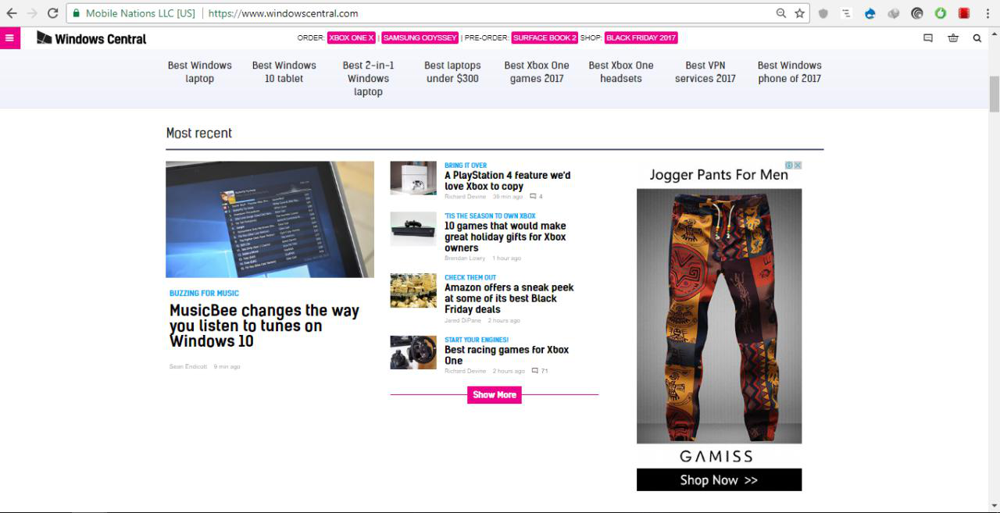 Mobile Nations LLC [US] | https://www.windowscentral.com
Windows Central
ORDER: XBOX ONE X | SAMSUNG ODYSSEY | PRE-ORDER: SURFACE BOOK 2 SHOP: BLACK FRIDAY 2017
Best Windows
laptop
Best Windows
10 tablet
Best 2-in-1
Windows
laptop
Best laptops
under $300
Best Xbox One
games 2017
Best Xbox One
headsets
Best VPN
services 2017
Best Windows
phone of 2017
Most recent
BUZZING FOR MUSIC
MusicBee changes the way
you listen to tunes on
Windows 10
Sean Endicott 9 min ago
BRING IT OVER
A PlayStation 4 feature we'd
love Xbox to copy
Richard Devine 39 min ago 4
'TIS THE SEASON TO OWN XBOX
10 games that would make
great holiday gifts for Xbox
owners
Brendan Lowry 1 hour ago
CHECK THEM OUT
Amazon offers a sneak peek
at some of its best Black
Friday deals
Jared DiPane 2 hours ago
START YOUR ENGINES!
Best racing games for Xbox
One
Richard Devine 2 hours ago 71
Show More
Jogger Pants For Men
GAMISS
Shop Now >>